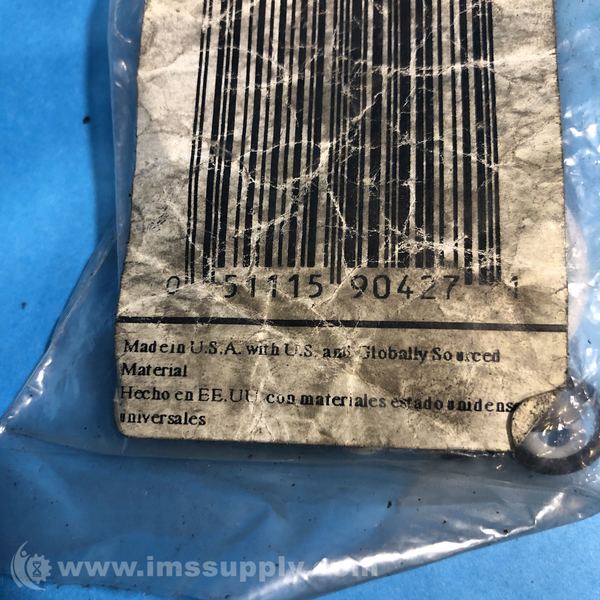 0 51115 90427 1
Made in U.S.A. with U.S. and Globally Sourced
Material
Hecho en EE.UU con materiales estadounidens
universales
www.imssupply.com